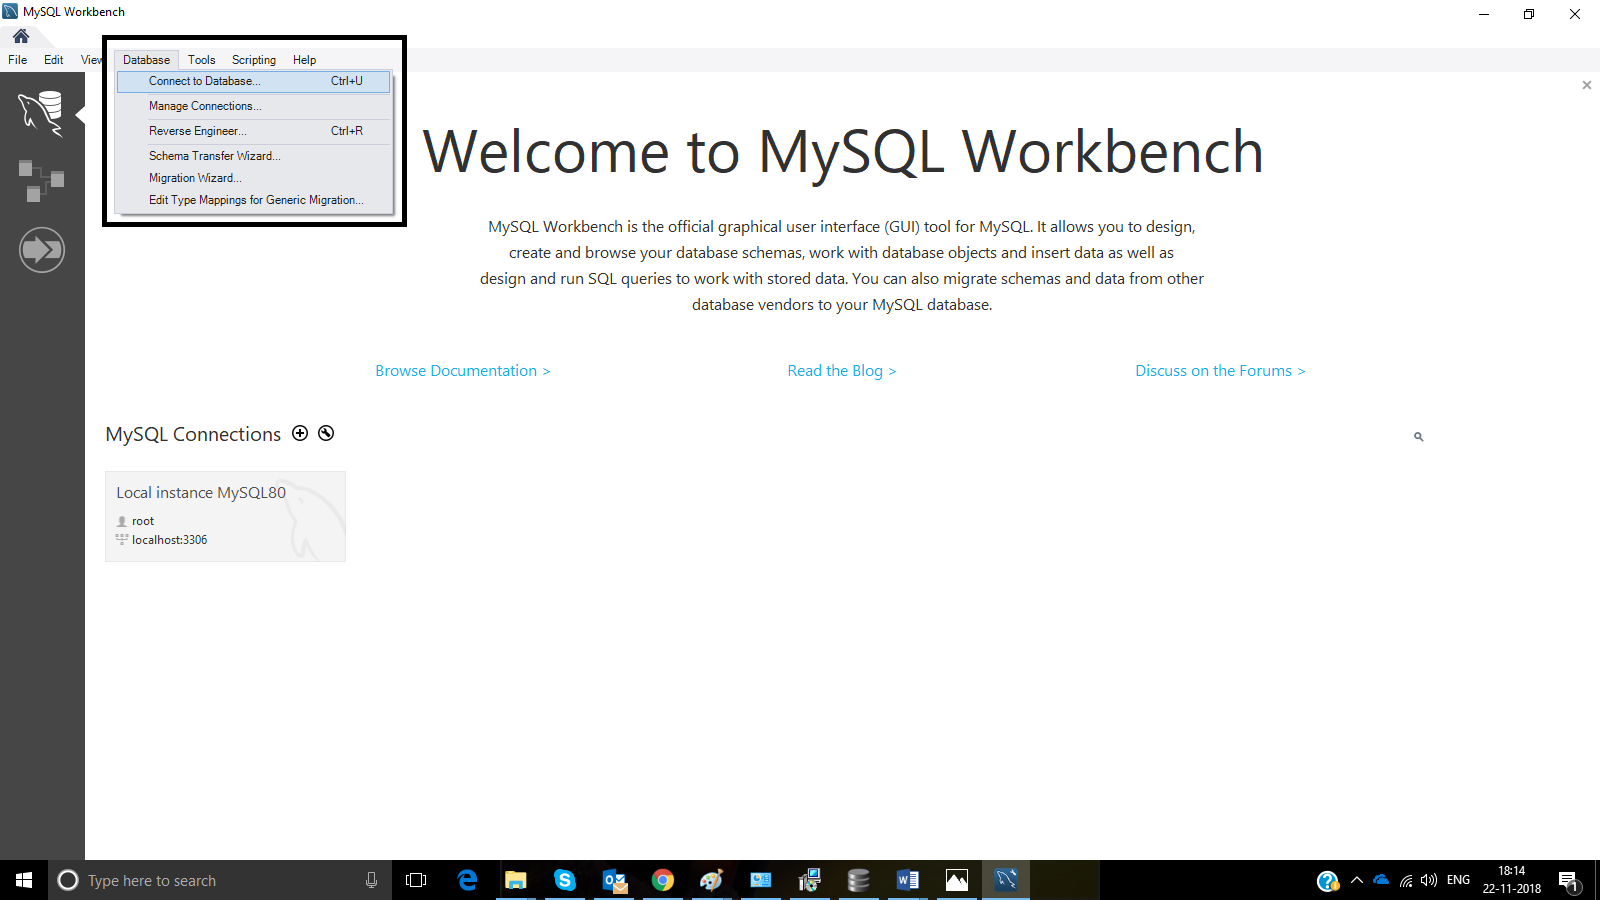 MySQL Workbench
File Edit View Database Tools Scripting Help
Connect to Database... Ctrl+U
Manage Connections...
Reverse Engineer... Ctrl+R
Schema Transfer Wizard...
Migration Wizard...
Edit Type Mappings for Generic Migration...
Welcome to MySQL Workbench
MySQL Workbench is the official graphical user interface (GUI) tool for MySQL. It allows you to design,
create and browse your database schemas, work with database objects and insert data as well as
design and run SQL queries to work with stored data. You can also migrate schemas and data from other
database vendors to your MySQL database.
Browse Documentation > Read the Blog > Discuss on the Forums >
MySQL Connections
Local instance MySQL80
root
localhost:3306
Type here to search
ENG
18:14
22-11-2018
1